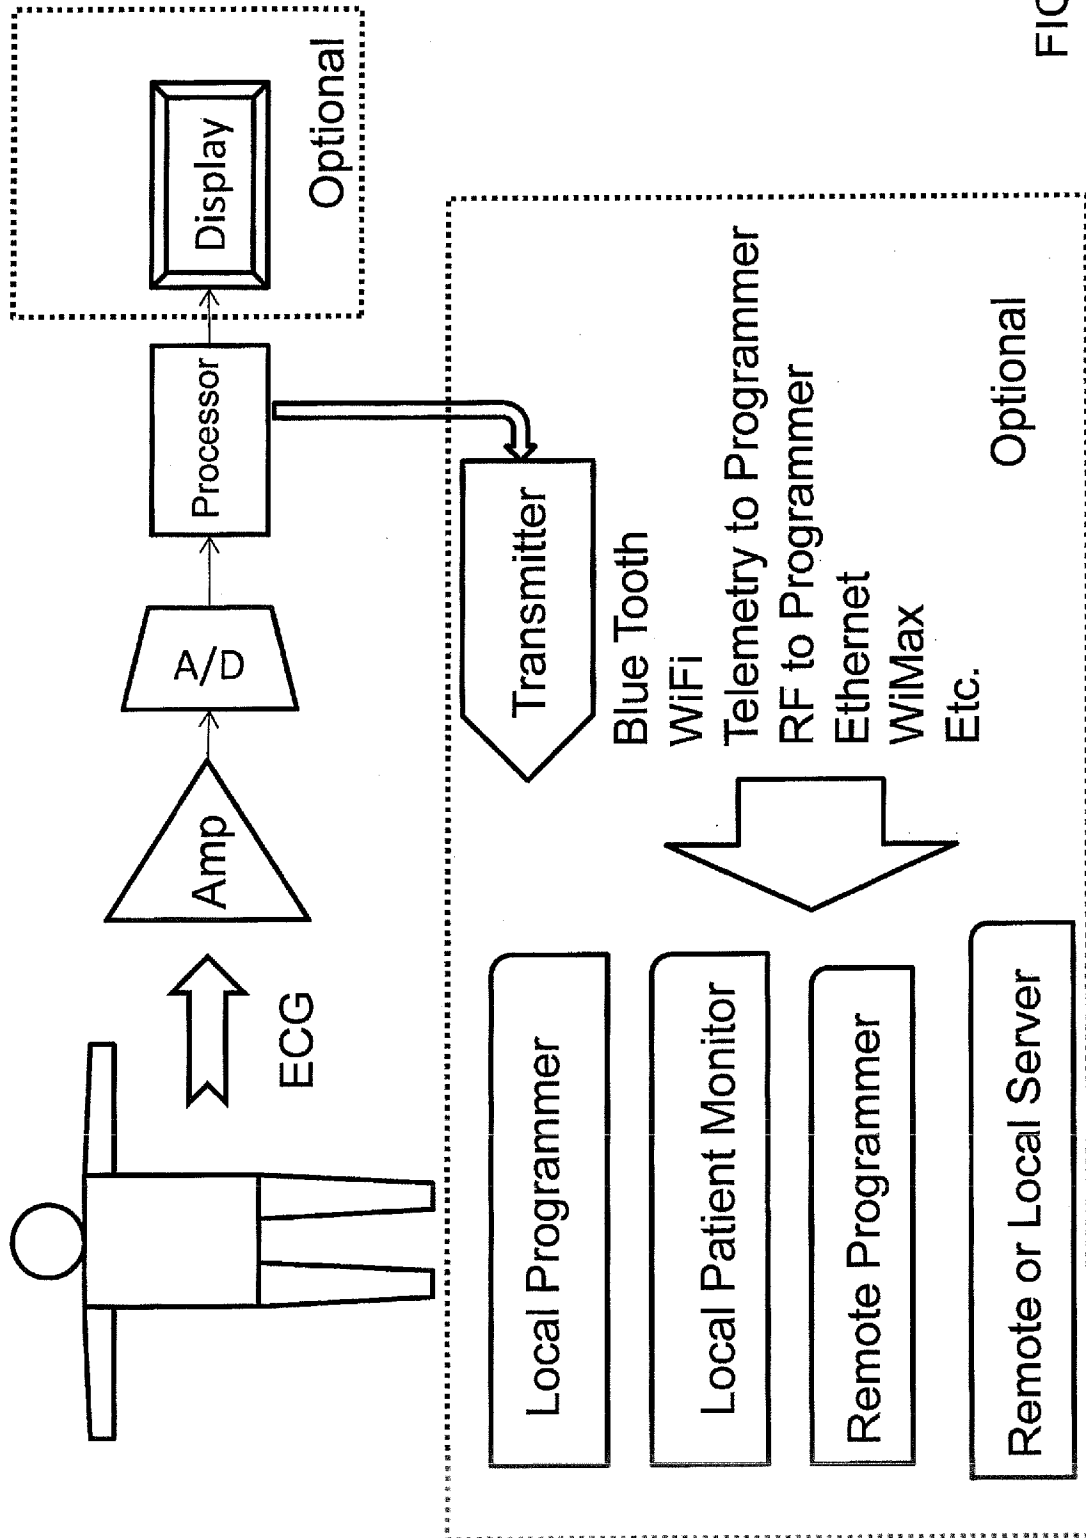 ECG
Amp
A/D
Processor
Display
Optional
Transmitter
Blue Tooth
WiFi
Telemetry to Programmer
RF to Programmer
Ethernet
WiMax
Etc.
Optional
Local Programmer
Local Patient Monitor
Remote Programmer
Remote or Local Server